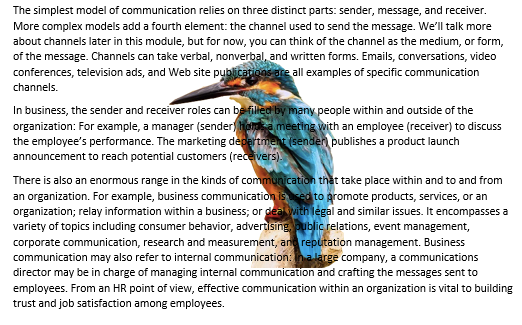 The simplest model of communication relies on three distinct parts: sender, message, and receiver.
More complex models add a fourth element: the channel used to send the message. We'll talk more
about channels later in this module, but for now, you can think of the channel as the medium, or form,
of the message. Channels can take verbal, nonverbal, and written forms. Emails, conversations, video
conferences, television ads, and Web site publications are all examples of specific communication
channels.
In business, the sender and receiver roles can be filled by many people within and outside of the
organization: For example, a manager (sender) holds a meeting with an employee (receiver) to discuss
the employee's performance. The marketing department (sender) publishes a product launch
announcement to reach potential customers (receivers).
There is also an enormous range in the kinds of communication that take place within and to and from
an organization. For example, business communication is used to promote products, services, or an
organization; relay information within a business; or deal with legal and similar issues. It encompasses a
variety of topics including consumer behavior, advertising, public relations, event management,
corporate communication, research and measurement, and reputation management. Business
communication may also refer to internal communication: in a large company, a communications
director may be in charge of managing internal communication and crafting the messages sent to
employees. From an HR point of view, effective communication within an organization is vital to building
trust and job satisfaction among employees.